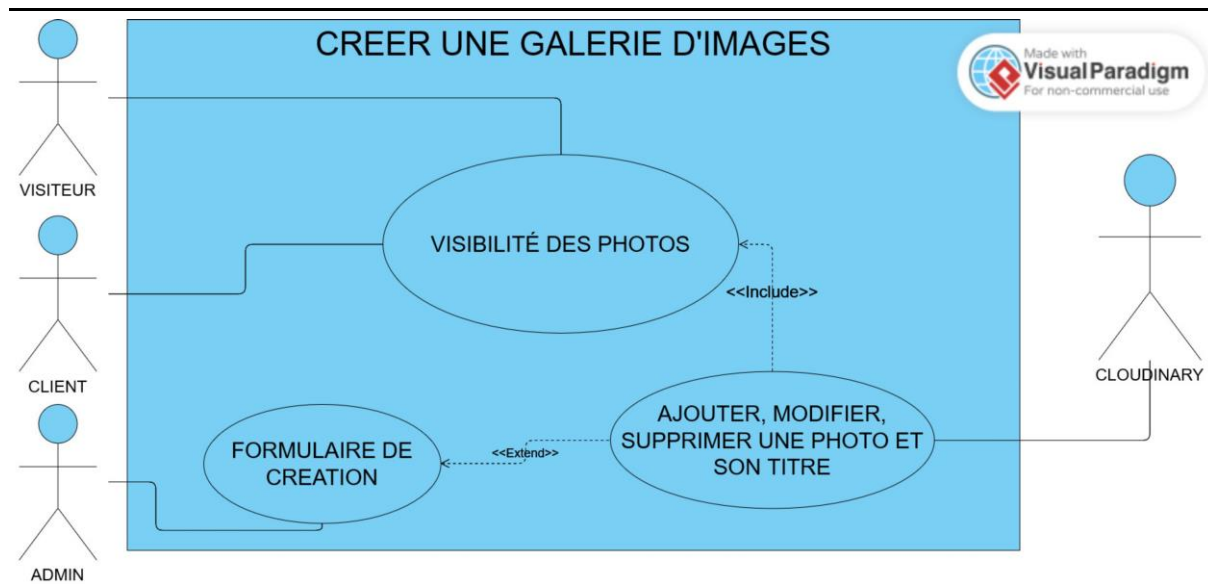 CREER UNE GALERIE D'IMAGES
Made with
Visual Paradigm
For non-commercial use
VISITEUR
VISIBILITÉ DES PHOTOS
<<Include>>
CLIENT
CLOUDINARY
AJOUTER, MODIFIER,
SUPPRIMER UNE PHOTO ET
SON TITRE
<<Extend>>
FORMULAIRE DE
CREATION
ADMIN